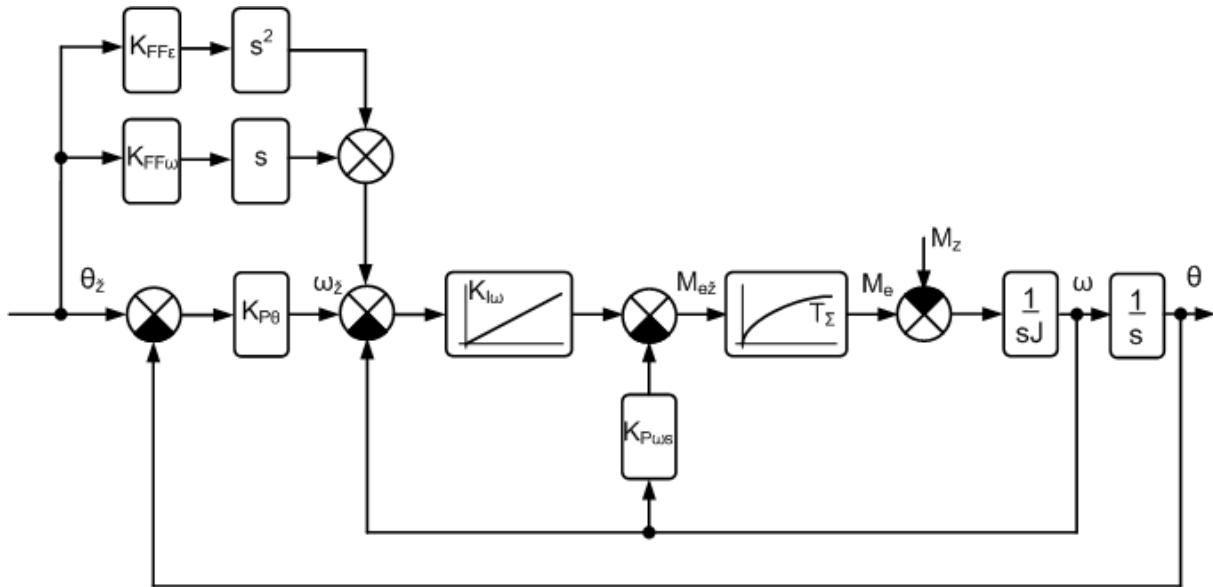 K_FFε
s²
K_FFω
s
θ_ž
K_Pθ
ω_ž
K_Iω
M_ež
T_Σ
M_e
M_z
1
sJ
ω
1
s
θ
K_Pωs